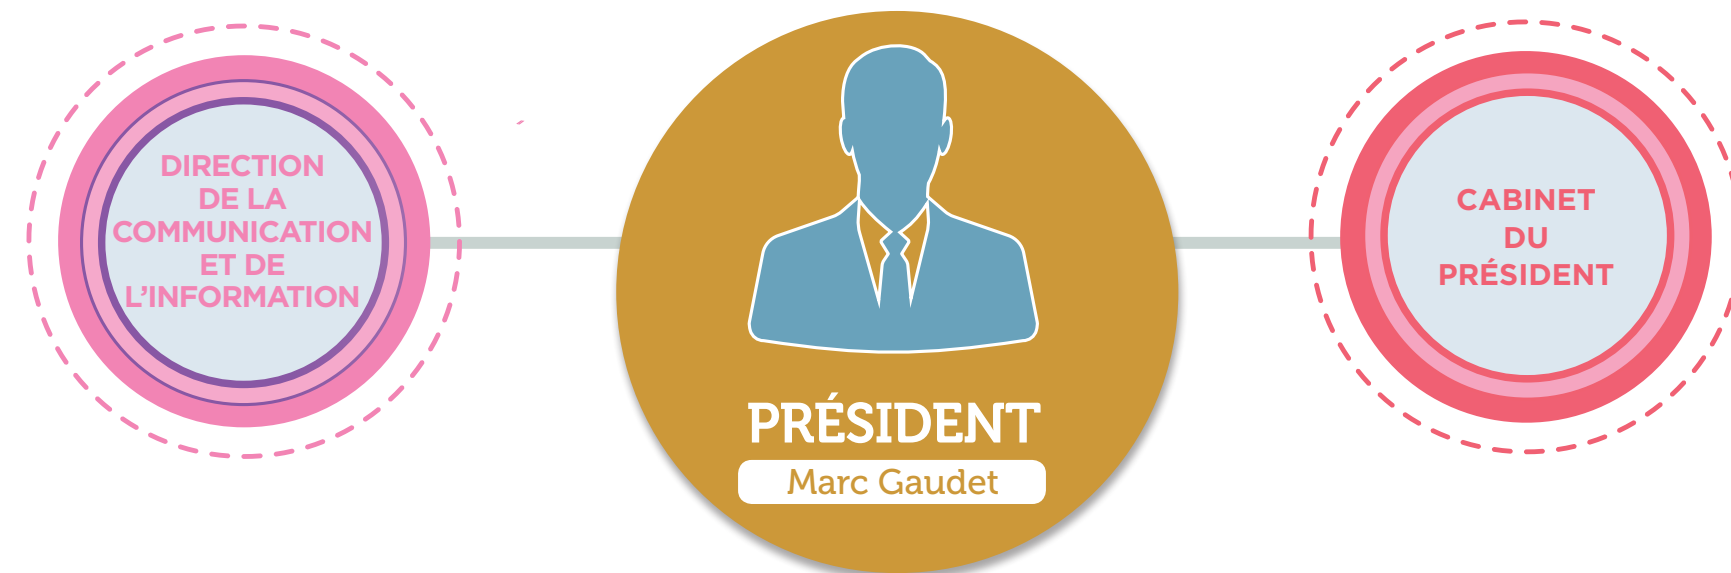 DIRECTION
DE LA
COMMUNICATION
ET DE
L’INFORMATION
PRÉSIDENT
Marc Gaudet
CABINET
DU
PRÉSIDENT